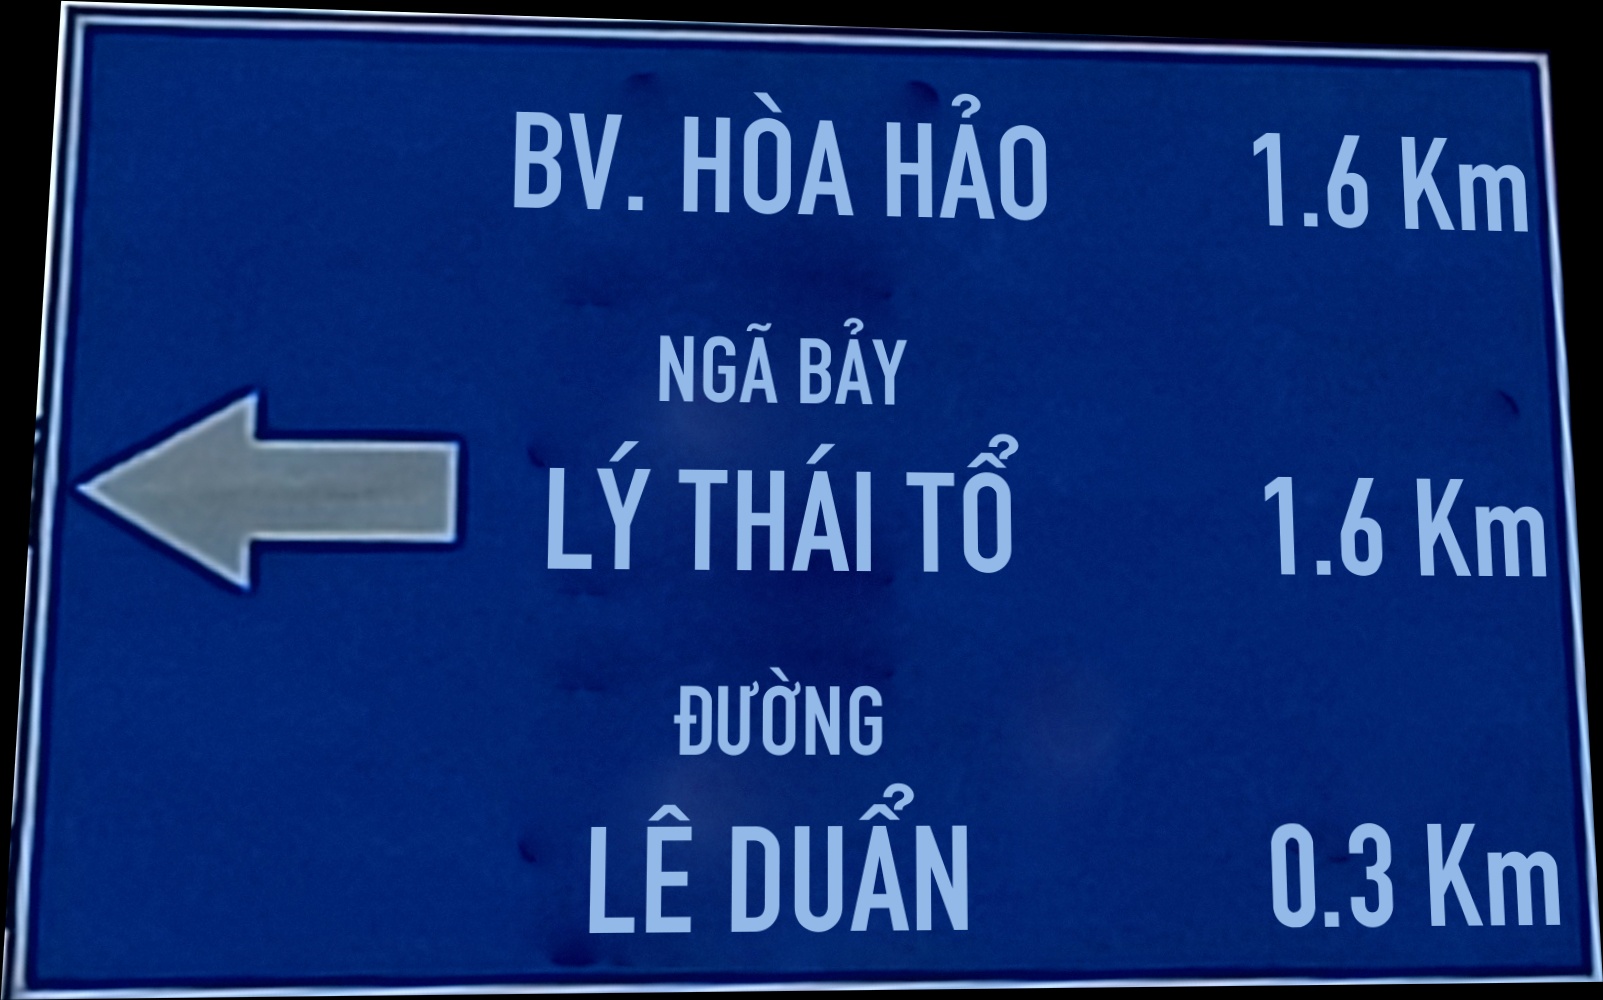 BV. HÒA HẢO 1.6 Km
NGÃ BẢY
LÝ THÁI TỔ 1.6 Km
ĐƯỜNG
LÊ DUẨN 0.3 Km